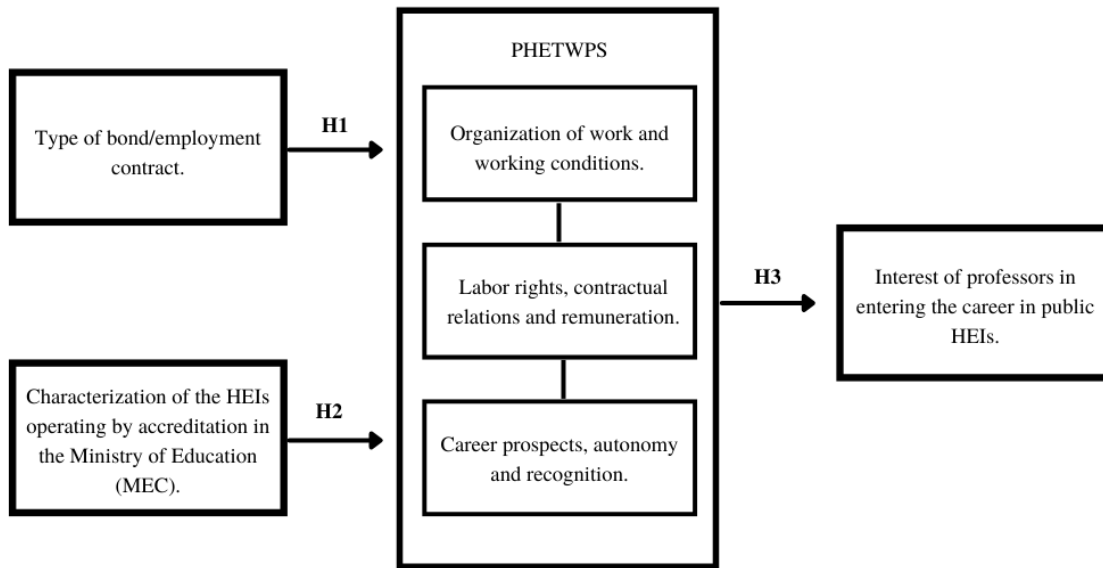 Type of bond/employment
contract.
H1
Characterization of the HEIs
operating by accreditation in
the Ministry of Education
(MEC).
H2
PHETWPS
Organization of work and
working conditions.
Labor rights, contractual
relations and remuneration.
Career prospects, autonomy
and recognition.
H3
Interest of professors in
entering the career in public
HEIs.